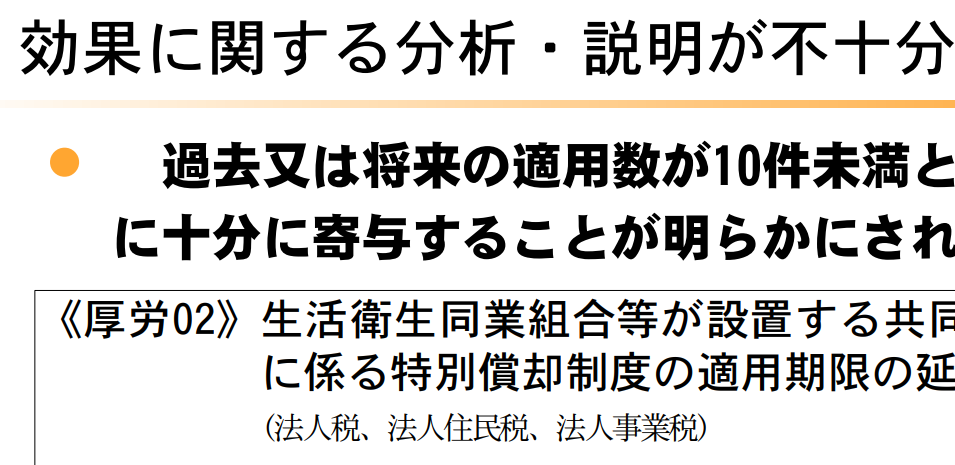 効果に関する分析・説明が不十分
過去又は将来の適用数が10件未満と
に十分に寄与することが明らかにされ
《厚労02》生活衛生同業組合等が設置する共同
に係る特別償却制度の適用期限の延
(法人税、法人住民税、法人事業税)